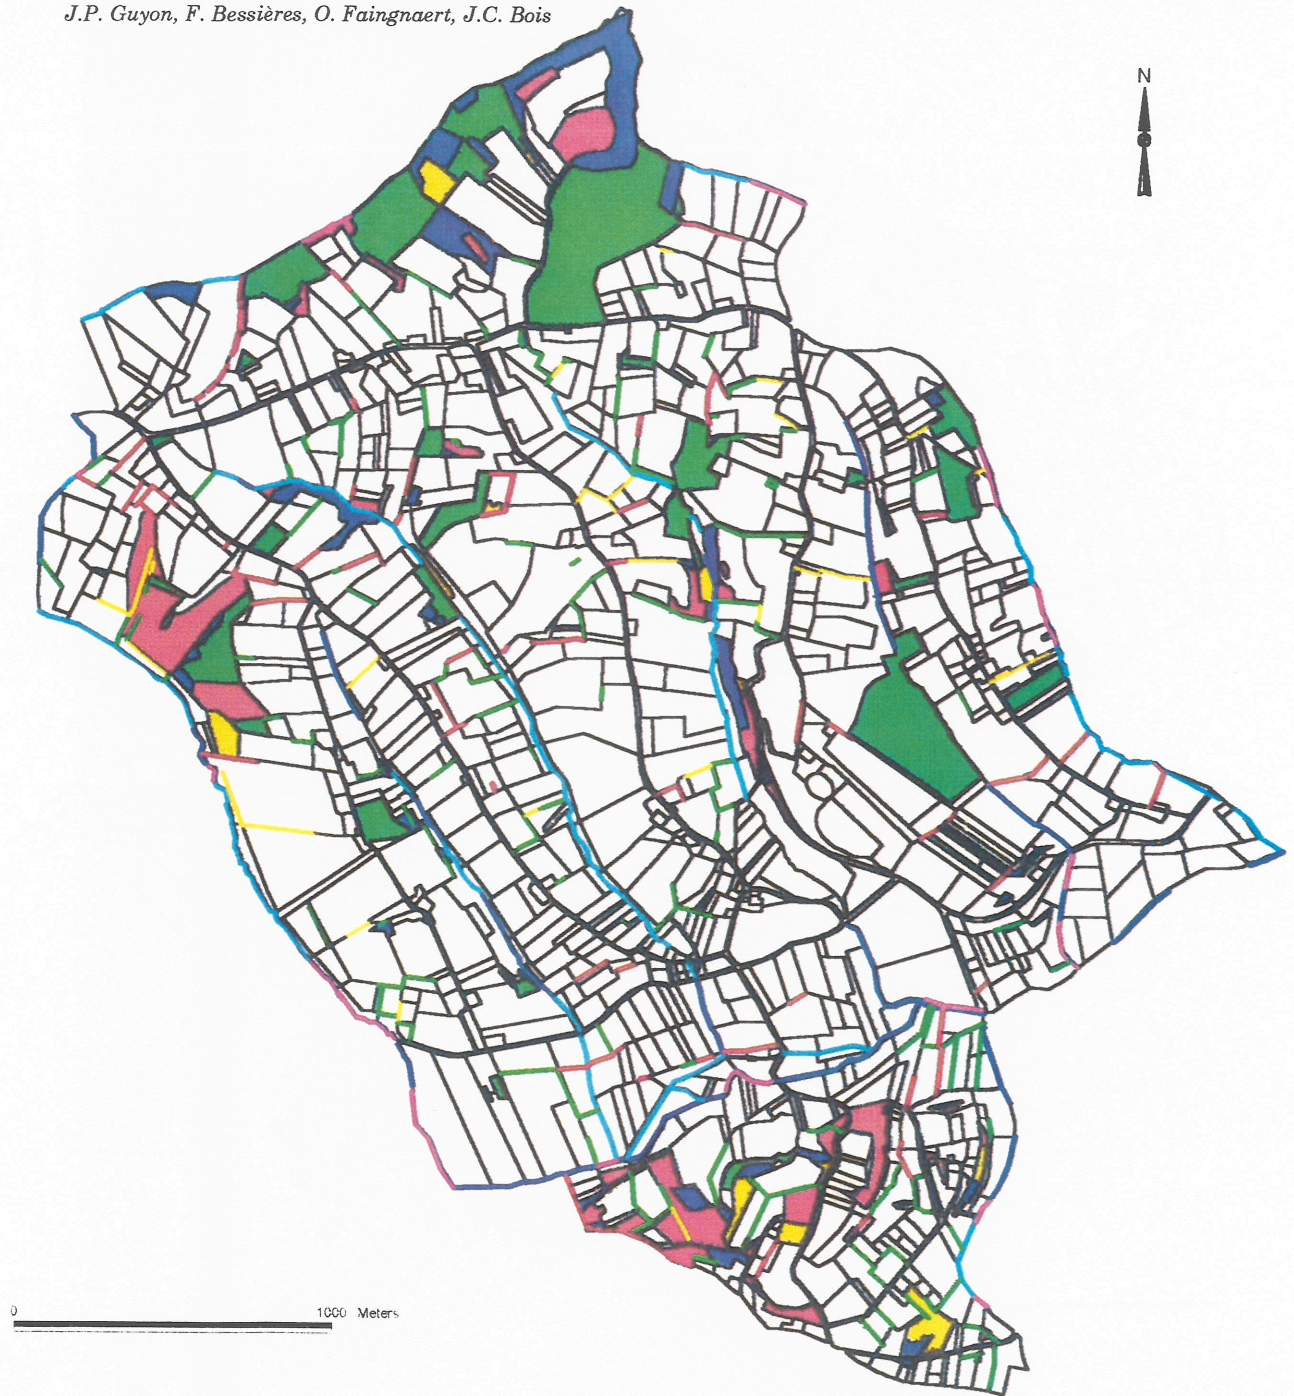 J.P. Guyon, F. Bessières, O. Faingnaert, J.C. Bois
N
0 1000 Meters